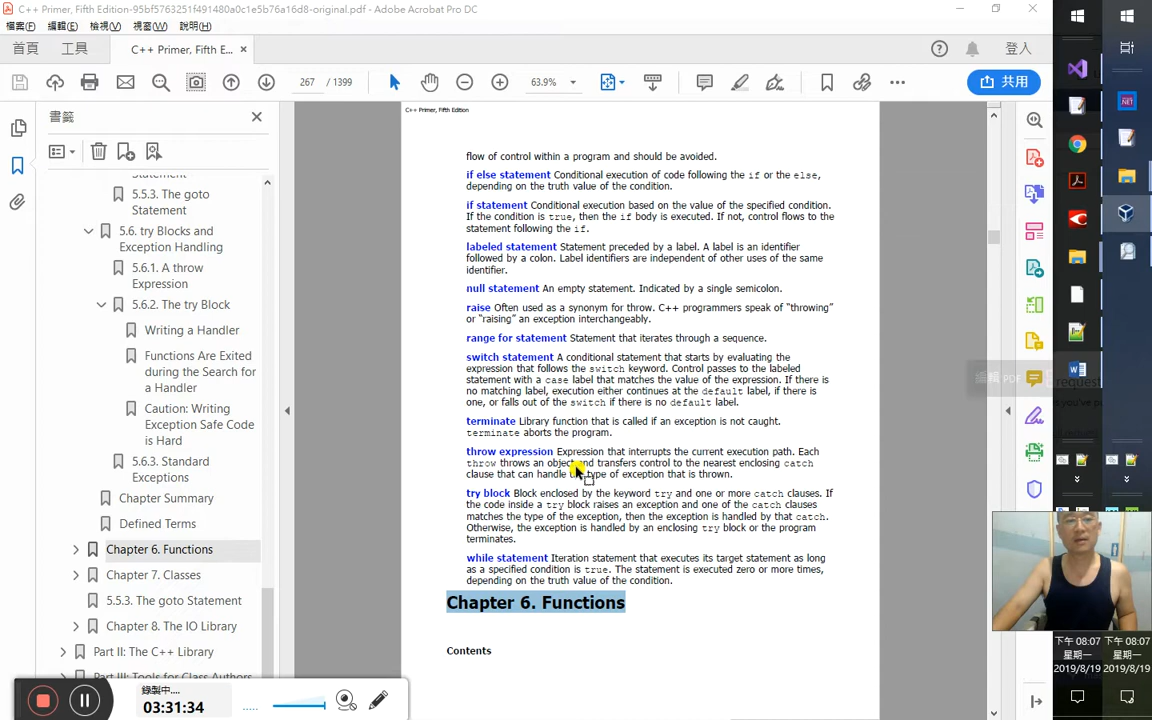 C++ Primer, Fifth Edition-95bf5763251f491480a0c1e5b76a16d8-original.pdf - Adobe Acrobat Pro DC
檔案(F) 編輯(E) 檢視(V) 視窗(W) 說明(H)
首頁 工具 C++ Primer, Fifth E... × 登入
267 / 1399 63.9% 共用
書籤
Statement
5.5.3. The goto
Statement
5.6. try Blocks and
Exception Handling
5.6.1. A throw
Expression
5.6.2. The try Block
Writing a Handler
Functions Are Exited
during the Search for
a Handler
Caution: Writing
Exception Safe Code
is Hard
5.6.3. Standard
Exceptions
Chapter Summary
Defined Terms
Chapter 6. Functions
Chapter 7. Classes
5.5.3. The goto Statement
Chapter 8. The IO Library
Part II: The C++ Library
Part III: Tools for Class Authors
C++ Primer, Fifth Edition
flow of control within a program and should be avoided.
if else statement Conditional execution of code following the if or the else,
depending on the truth value of the condition.
if statement Conditional execution based on the value of the specified condition.
If the condition is true, then the if body is executed. If not, control flows to the
statement following the if.
labeled statement Statement preceded by a label. A label is an identifier
followed by a colon. Label identifiers are independent of other uses of the same
identifier.
null statement An empty statement. Indicated by a single semicolon.
raise Often used as a synonym for throw. C++ programmers speak of “throwing”
or “raising” an exception interchangeably.
range for statement Statement that iterates through a sequence.
switch statement A conditional statement that starts by evaluating the
expression that follows the switch keyword. Control passes to the labeled
statement with a case label that matches the value of the expression. If there is
no matching label, execution either continues at the default label, if there is
one, or falls out of the switch if there is no default label.
terminate Library function that is called if an exception is not caught.
terminate aborts the program.
throw expression Expression that interrupts the current execution path. Each
throw throws an object and transfers control to the nearest enclosing catch
clause that can handle the type of exception that is thrown.
try block Block enclosed by the keyword try and one or more catch clauses. If
the code inside a try block raises an exception and one of the catch clauses
matches the type of the exception, then the exception is handled by that catch.
Otherwise, the exception is handled by an enclosing try block or the program
terminates.
while statement Iteration statement that executes its target statement as long
as a specified condition is true. The statement is executed zero or more times,
depending on the truth value of the condition.
Chapter 6. Functions
Contents
編輯 PDF
request
you've pu
錄製中....
03:31:34
下午 08:07 下午 08:07
星期一 星期一
2019/8/19 2019/8/19